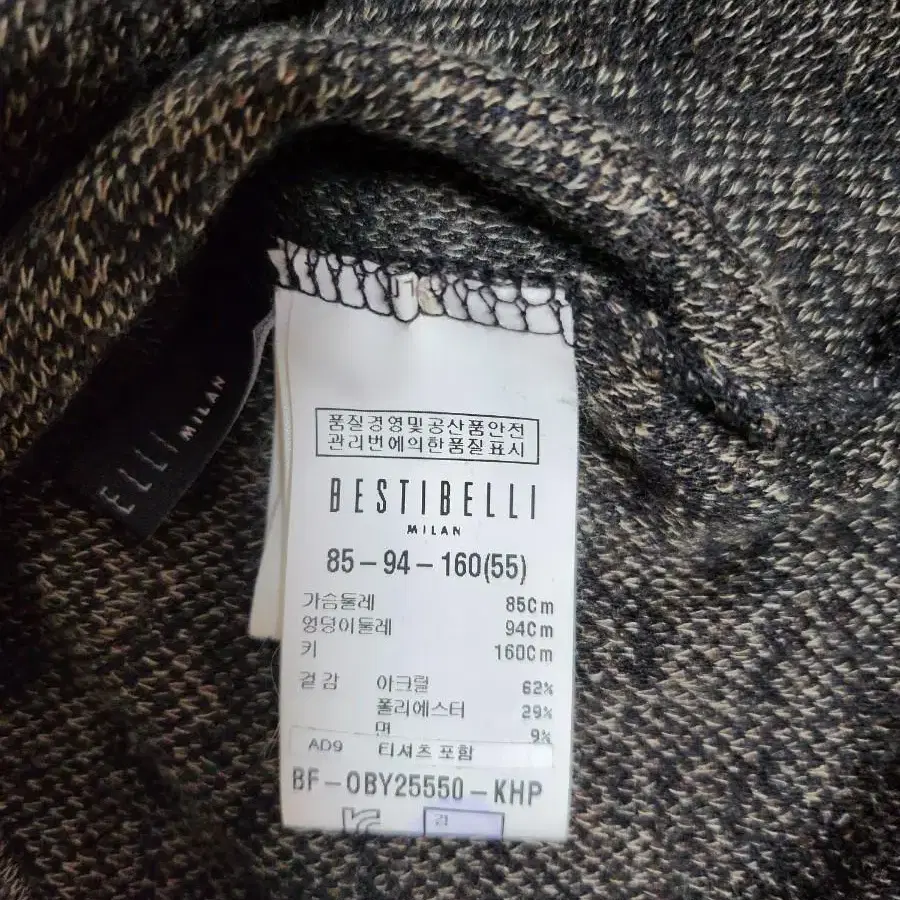 품질경영및공산품안전
관리번에의한품질표시
BESTIBELLI
MILAN
85-94-160(55)
가슴둘레 85Cm
엉덩이둘레 94Cm
키 160Cm
겉감 아크릴 62%
폴리에스터 29%
면 9%
AD9 티셔츠 포함
BF-OBY25550-KHP
ELLI
MILAN